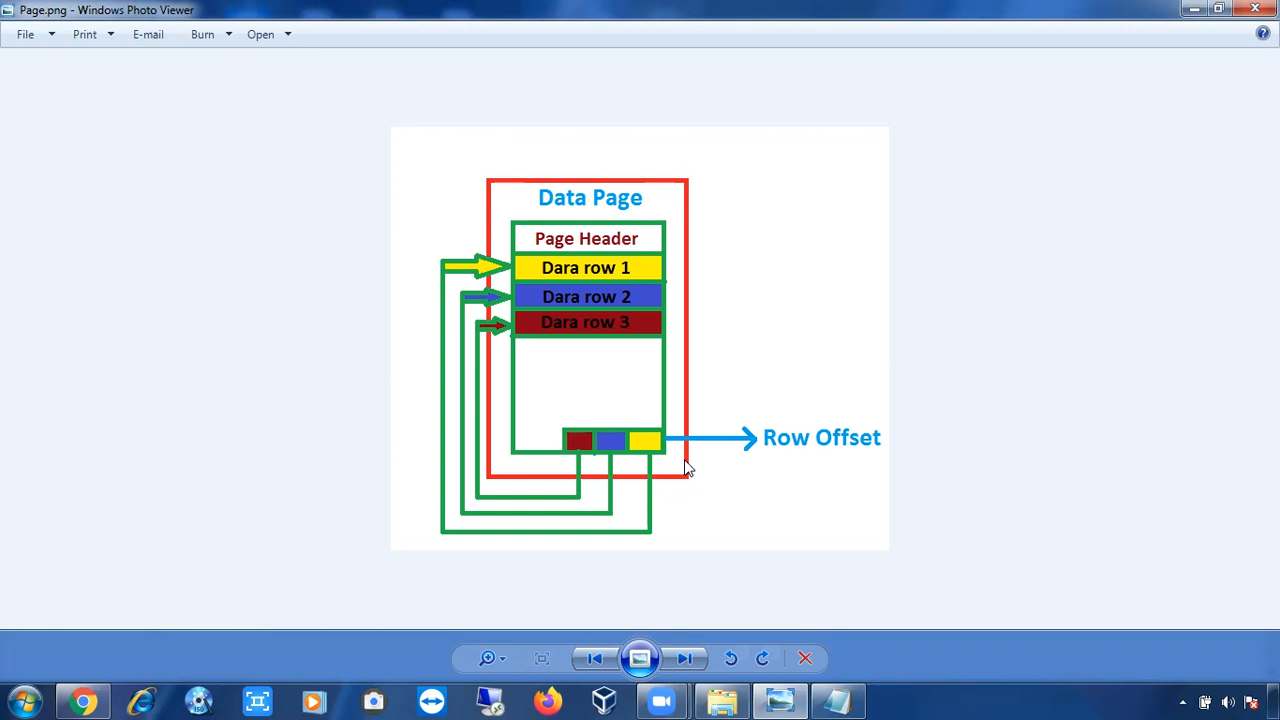 Page.png - Windows Photo Viewer
File Print E-mail Burn Open
Data Page
Page Header
Dara row 1
Dara row 2
Dara row 3
Row Offset